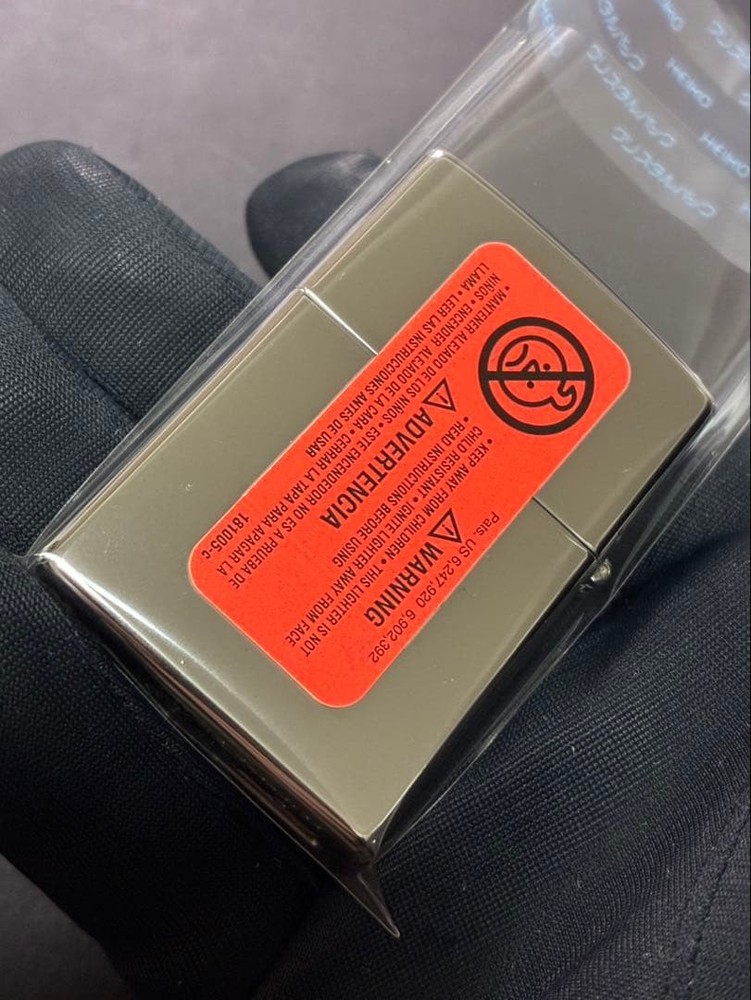 Pats.- US 6,247,920 6,902,392
WARNING
• KEEP AWAY FROM CHILDREN • THIS LIGHTER IS NOT
CHILD RESISTANT • IGNITE LIGHTER AWAY FROM FACE
• READ INSTRUCTIONS BEFORE USING
ADVERTENCIA
• MANTENER ALEJADO DE LOS NIÑOS • ESTE ENCENDEDOR NO ES A PRUEBA DE
NIÑOS • ENCENDER ALEJADO DE LA CARA • CERRAR LA TAPA PARA APAGAR LA
LLAMA • LEER LAS INSTRUCCIONES ANTES DE USAR 181005-c